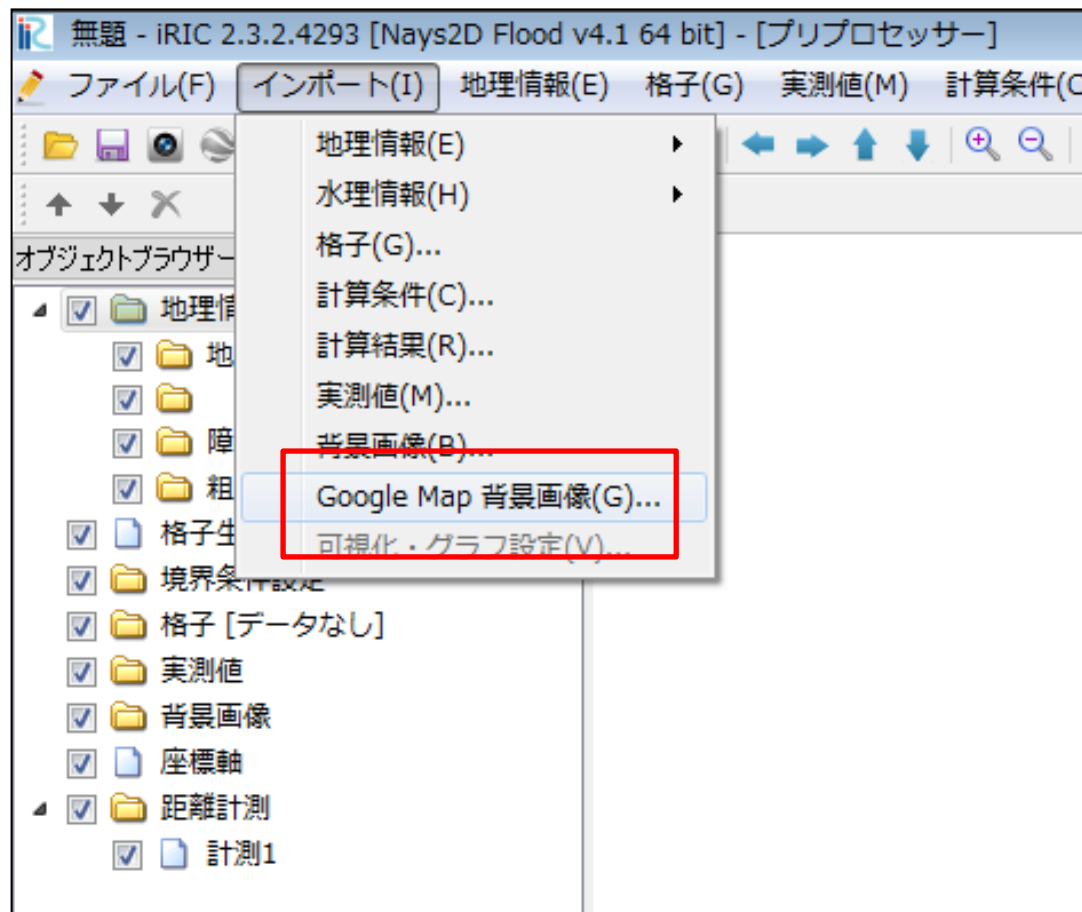 無題 - iRIC 2.3.2.4293 [Nays2D Flood v4.1 64 bit] - [プリプロセッサー]
ファイル(F) インポート(I) 地理情報(E) 格子(G) 実測値(M) 計算条件(C
地理情報(E)
水理情報(H)
格子(G)...
計算条件(C)...
計算結果(R)...
実測値(M)...
背景画像(B)...
Google Map 背景画像(G)...
可視化・グラフ設定(V)...
オブジェクトブラウザー
地理情
地
障
粗
格子生
境界条件設定
格子 [データなし]
実測値
背景画像
座標軸
距離計測
計測1